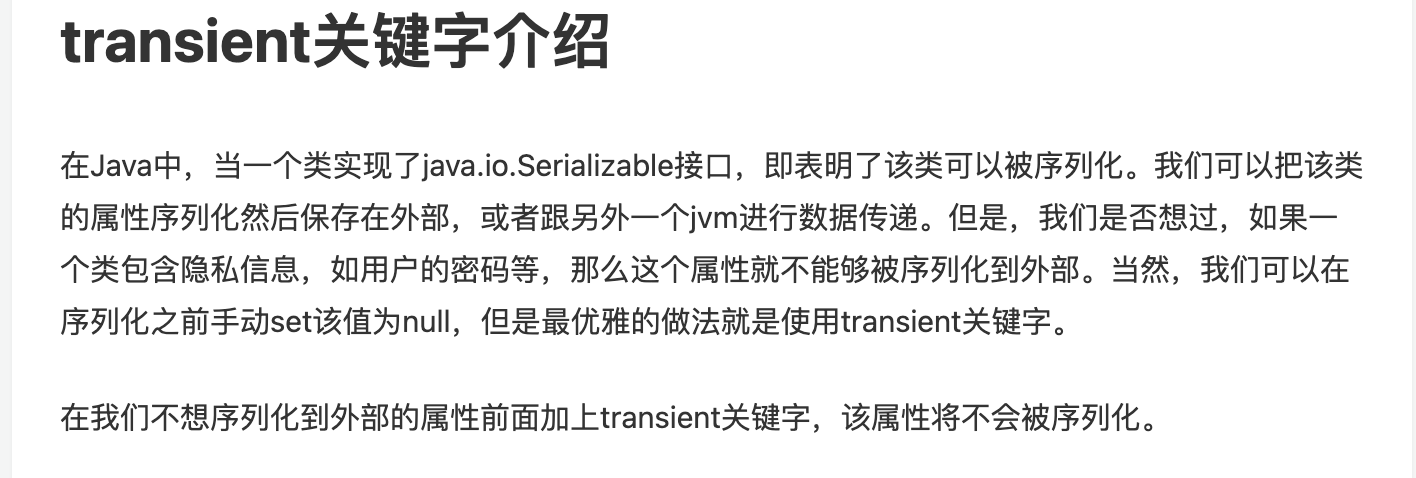 transient关键字介绍
在Java中，当一个类实现了java.io.Serializable接口，即表明了该类可以被序列化。我们可以把该类
的属性序列化然后保存在外部，或者跟另外一个jvm进行数据传递。但是，我们是否想过，如果一
个类包含隐私信息，如用户的密码等，那么这个属性就不能够被序列化到外部。当然，我们可以在
序列化之前手动set该值为null，但是最优雅的做法就是使用transient关键字。
在我们不想序列化到外部的属性前面加上transient关键字，该属性将不会被序列化。